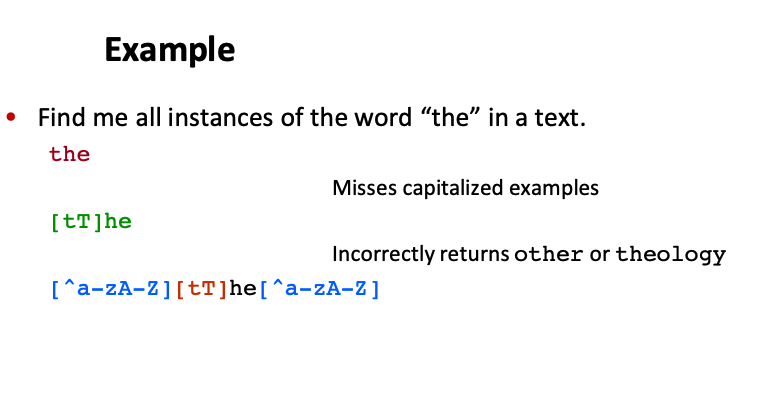 Example
• Find me all instances of the word “the” in a text.
the
Misses capitalized examples
[tT]he
Incorrectly returns other or theology
[^a-zA-Z][tT]he[^a-zA-Z]